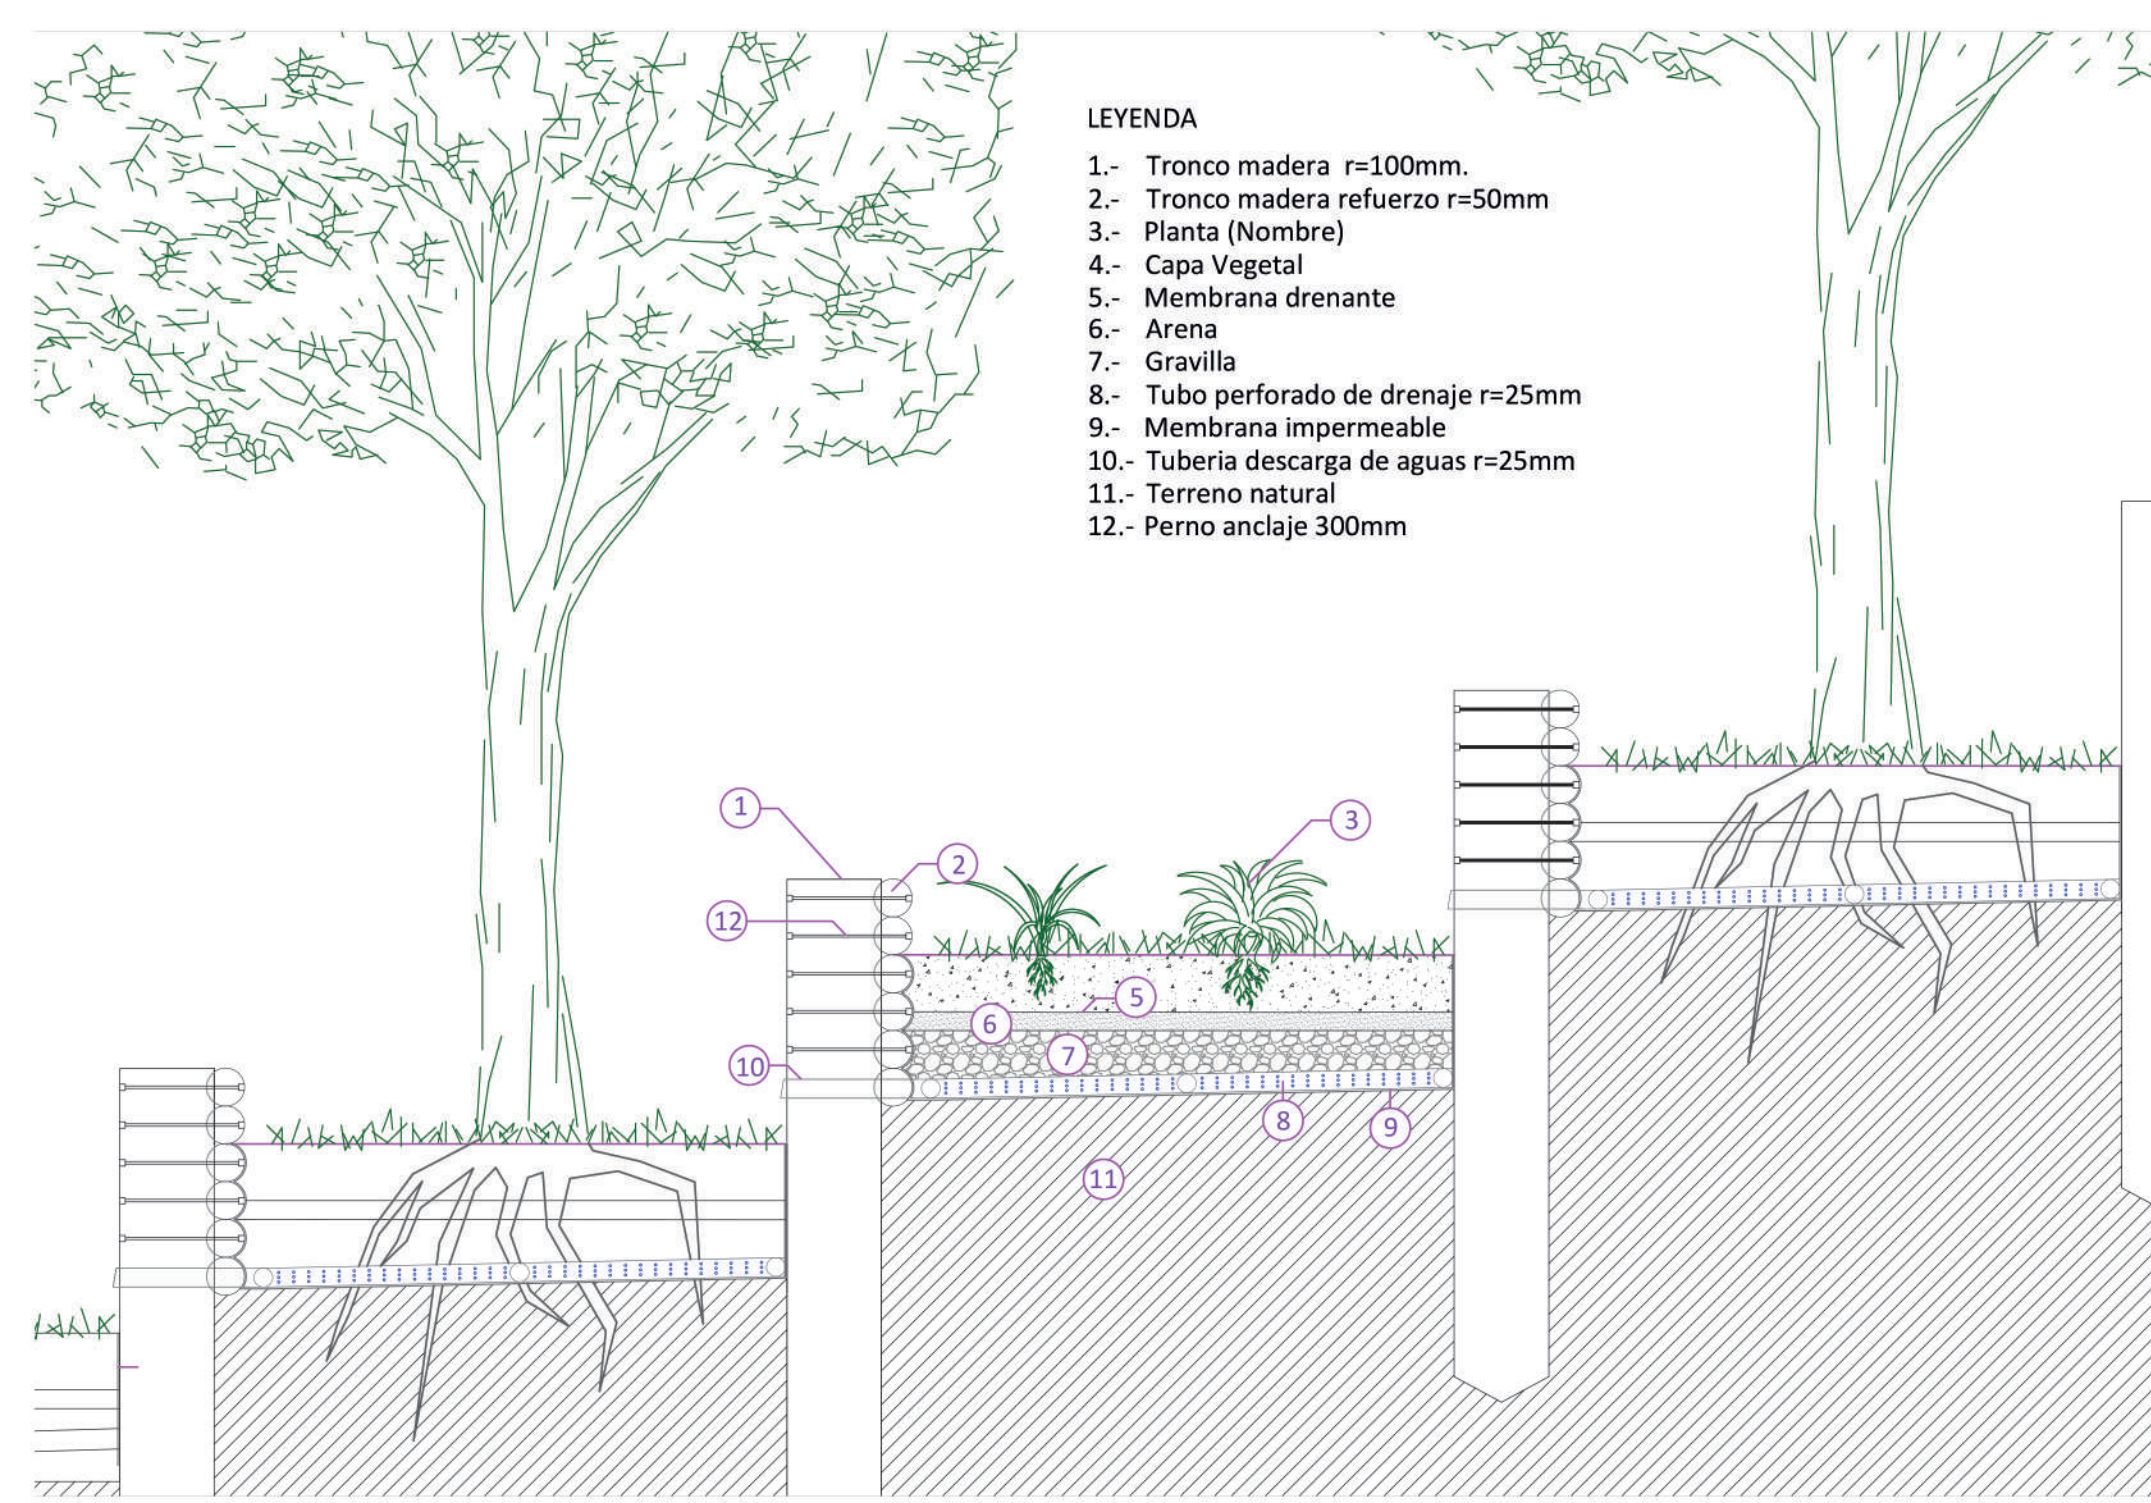 LEYENDA
1.- Tronco madera r=100mm.
2.- Tronco madera refuerzo r=50mm
3.- Planta (Nombre)
4.- Capa Vegetal
5.- Membrana drenante
6.- Arena
7.- Gravilla
8.- Tubo perforado de drenaje r=25mm
9.- Membrana impermeable
10.- Tuberia descarga de aguas r=25mm
11.- Terreno natural
12.- Perno anclaje 300mm
1
3
2
12
5
6
7
10
8
9
11